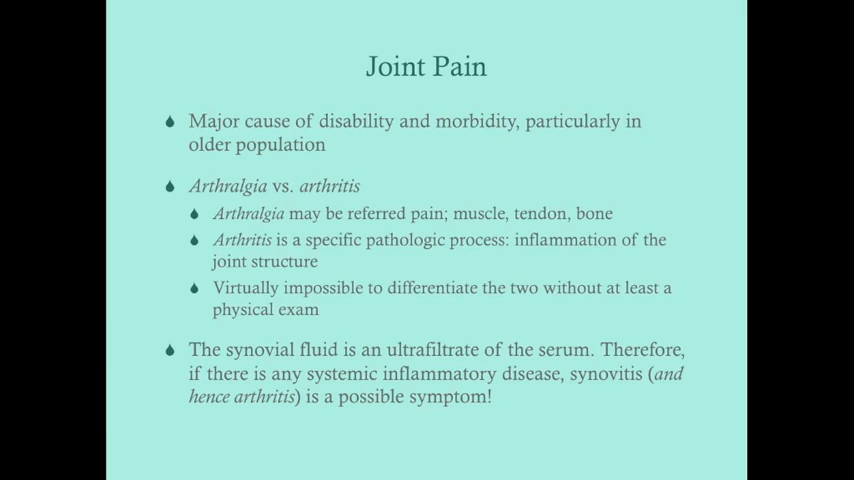 Joint Pain
Major cause of disability and morbidity, particularly in
older population
Arthralgia vs. arthritis
Arthralgia may be referred pain; muscle, tendon, bone
Arthritis is a specific pathologic process: inflammation of the
joint structure
Virtually impossible to differentiate the two without at least a
physical exam
The synovial fluid is an ultrafiltrate of the serum. Therefore,
if there is any systemic inflammatory disease, synovitis (and
hence arthritis) is a possible symptom!